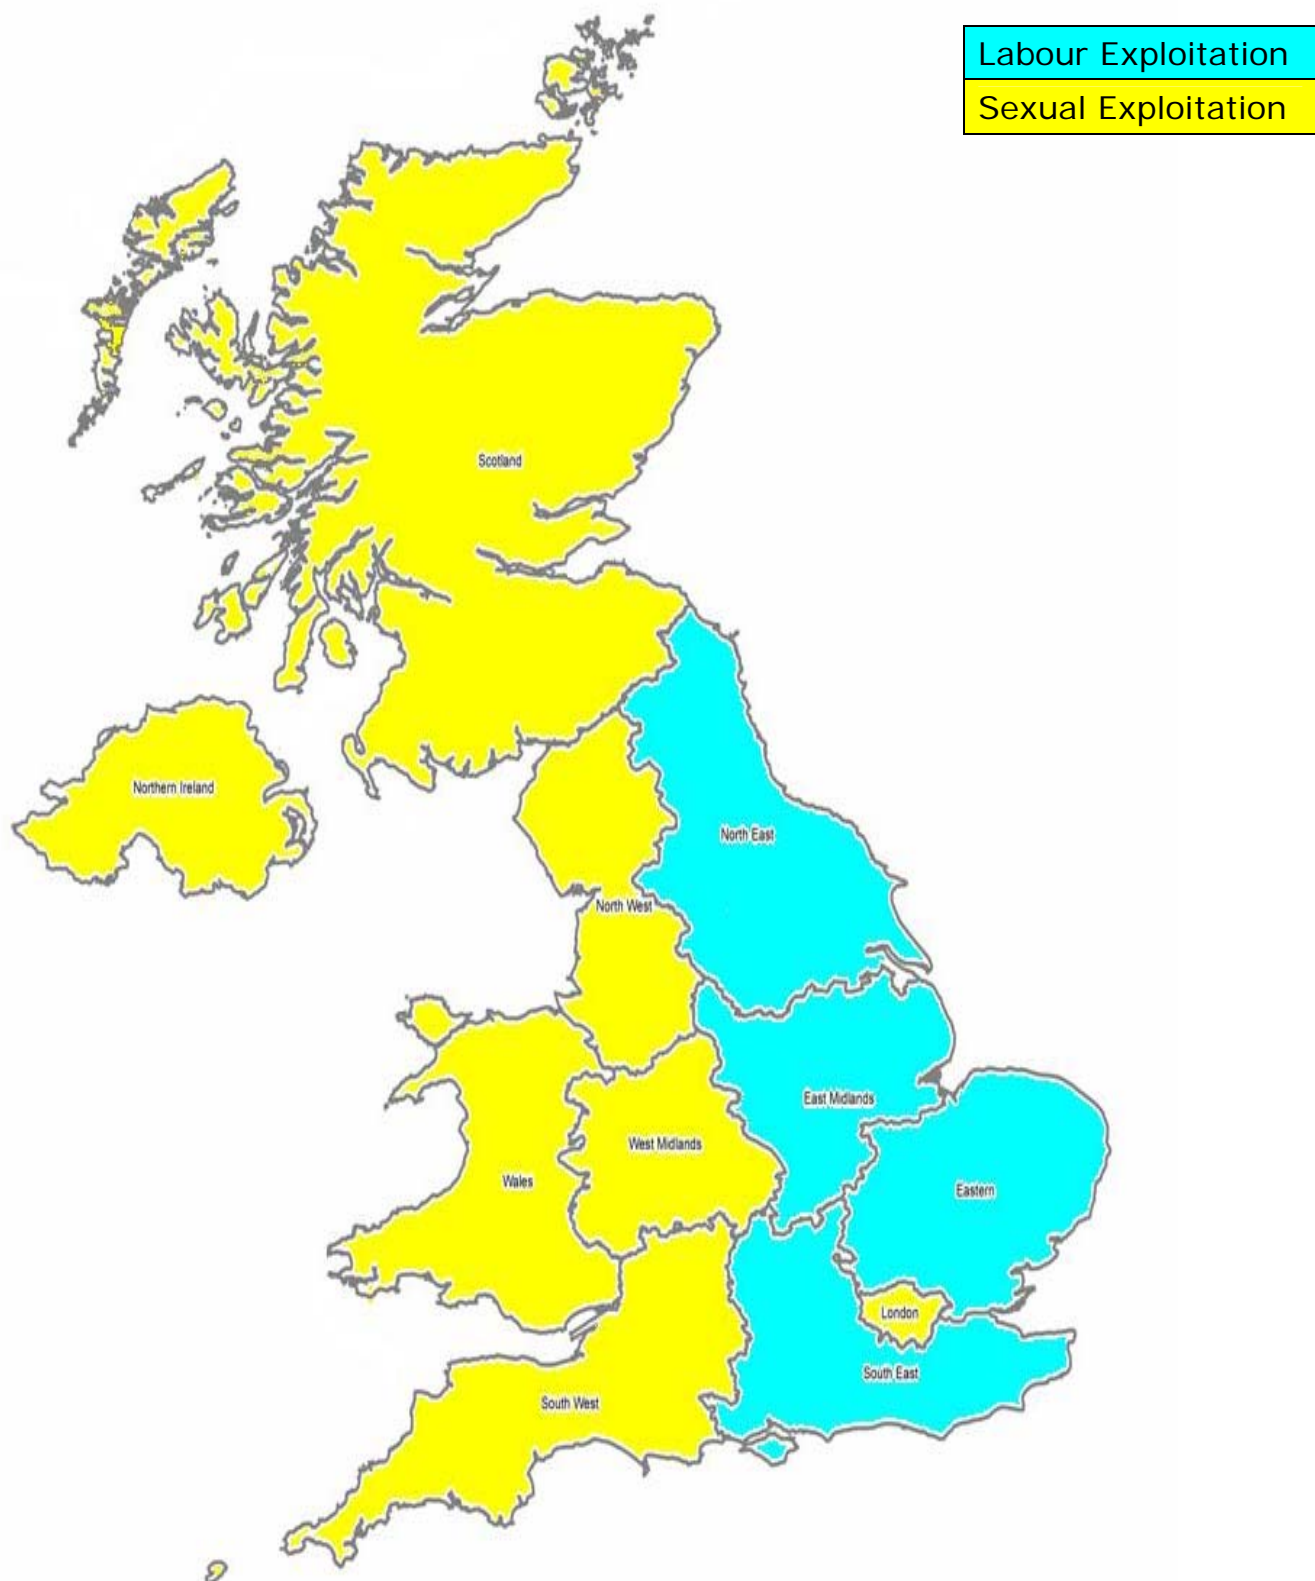 Labour Exploitation
Sexual Exploitation
Scotland
Northern Ireland
North East
North West
East Midlands
West Midlands
Wales
Eastern
London
South East
South West